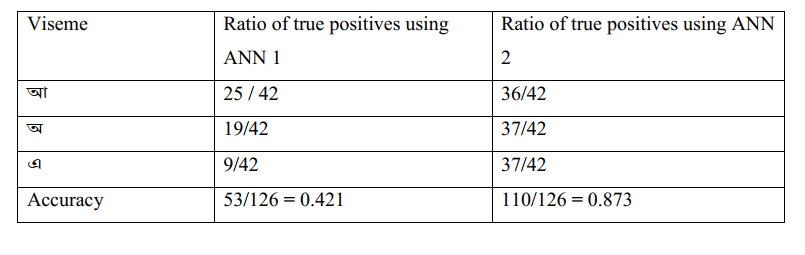 Viseme Ratio of true positives using Ratio of true positives using ANN
ANN 1 2
আ 25 / 42 36/42
অ 19/42 37/42
এ 9/42 37/42
Accuracy 53/126 = 0.421 110/126 = 0.873